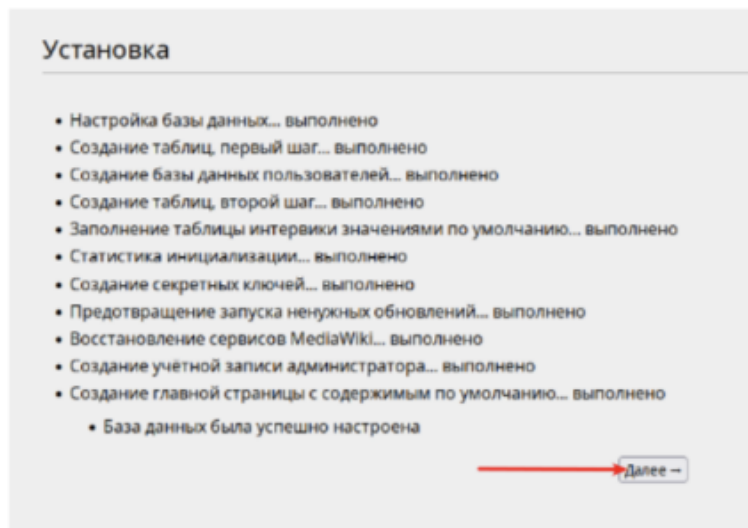 Установка
• Настройка базы данных... выполнено
• Создание таблиц, первый шаг... выполнено
• Создание базы данных пользователей... выполнено
• Создание таблиц, второй шаг... выполнено
• Заполнение таблицы интервики значениями по умолчанию... выполнено
• Статистика инициализации... выполнено
• Создание секретных ключей... выполнено
• Предотвращение запуска ненужных обновлений... выполнено
• Восстановление сервисов MediaWiki... выполнено
• Создание учётной записи администратора... выполнено
• Создание главной страницы с содержимым по умолчанию... выполнено
• База данных была успешно настроена
Далее →